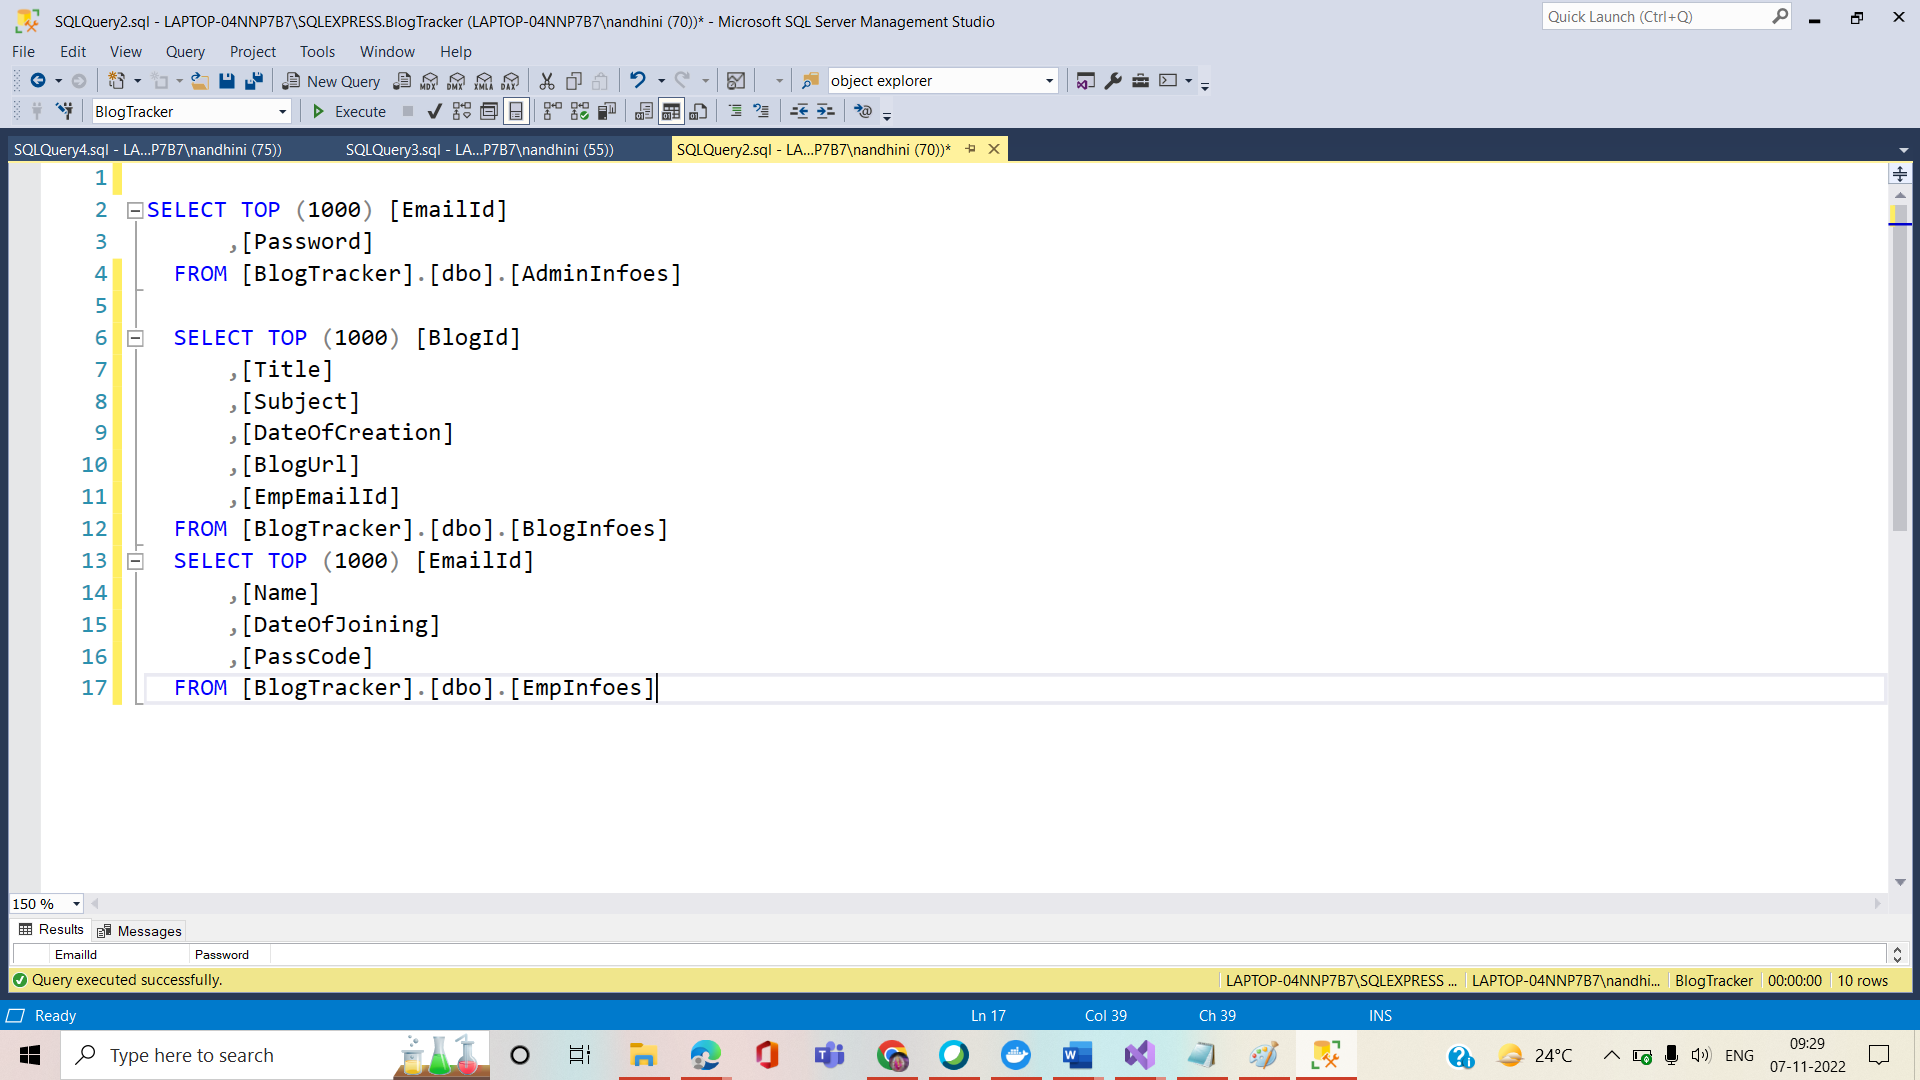 SQLQuery2.sql - LAPTOP-04NNP7B7\SQLEXPRESS.BlogTracker (LAPTOP-04NNP7B7\nandhini (70))* - Microsoft SQL Server Management Studio
Quick Launch (Ctrl+Q)
File Edit View Query Project Tools Window Help
New Query
MDX DMX XMLA DAX
object explorer
BlogTracker
Execute
SQLQuery4.sql - LA...P7B7\nandhini (75))
SQLQuery3.sql - LA...P7B7\nandhini (55))
SQLQuery2.sql - LA...P7B7\nandhini (70))*
1
2 SELECT TOP (1000) [EmailId]
3 ,[Password]
4 FROM [BlogTracker].[dbo].[AdminInfoes]
5
6 SELECT TOP (1000) [BlogId]
7 ,[Title]
8 ,[Subject]
9 ,[DateOfCreation]
10 ,[BlogUrl]
11 ,[EmpEmailId]
12 FROM [BlogTracker].[dbo].[BlogInfoes]
13 SELECT TOP (1000) [EmailId]
14 ,[Name]
15 ,[DateOfJoining]
16 ,[PassCode]
17 FROM [BlogTracker].[dbo].[EmpInfoes]
150 %
Results Messages
EmailId Password
Query executed successfully.
LAPTOP-04NNP7B7\SQLEXPRESS ... LAPTOP-04NNP7B7\nandhi... BlogTracker 00:00:00 10 rows
Ready Ln 17 Col 39 Ch 39 INS
Type here to search
24°C ENG
09:29
07-11-2022